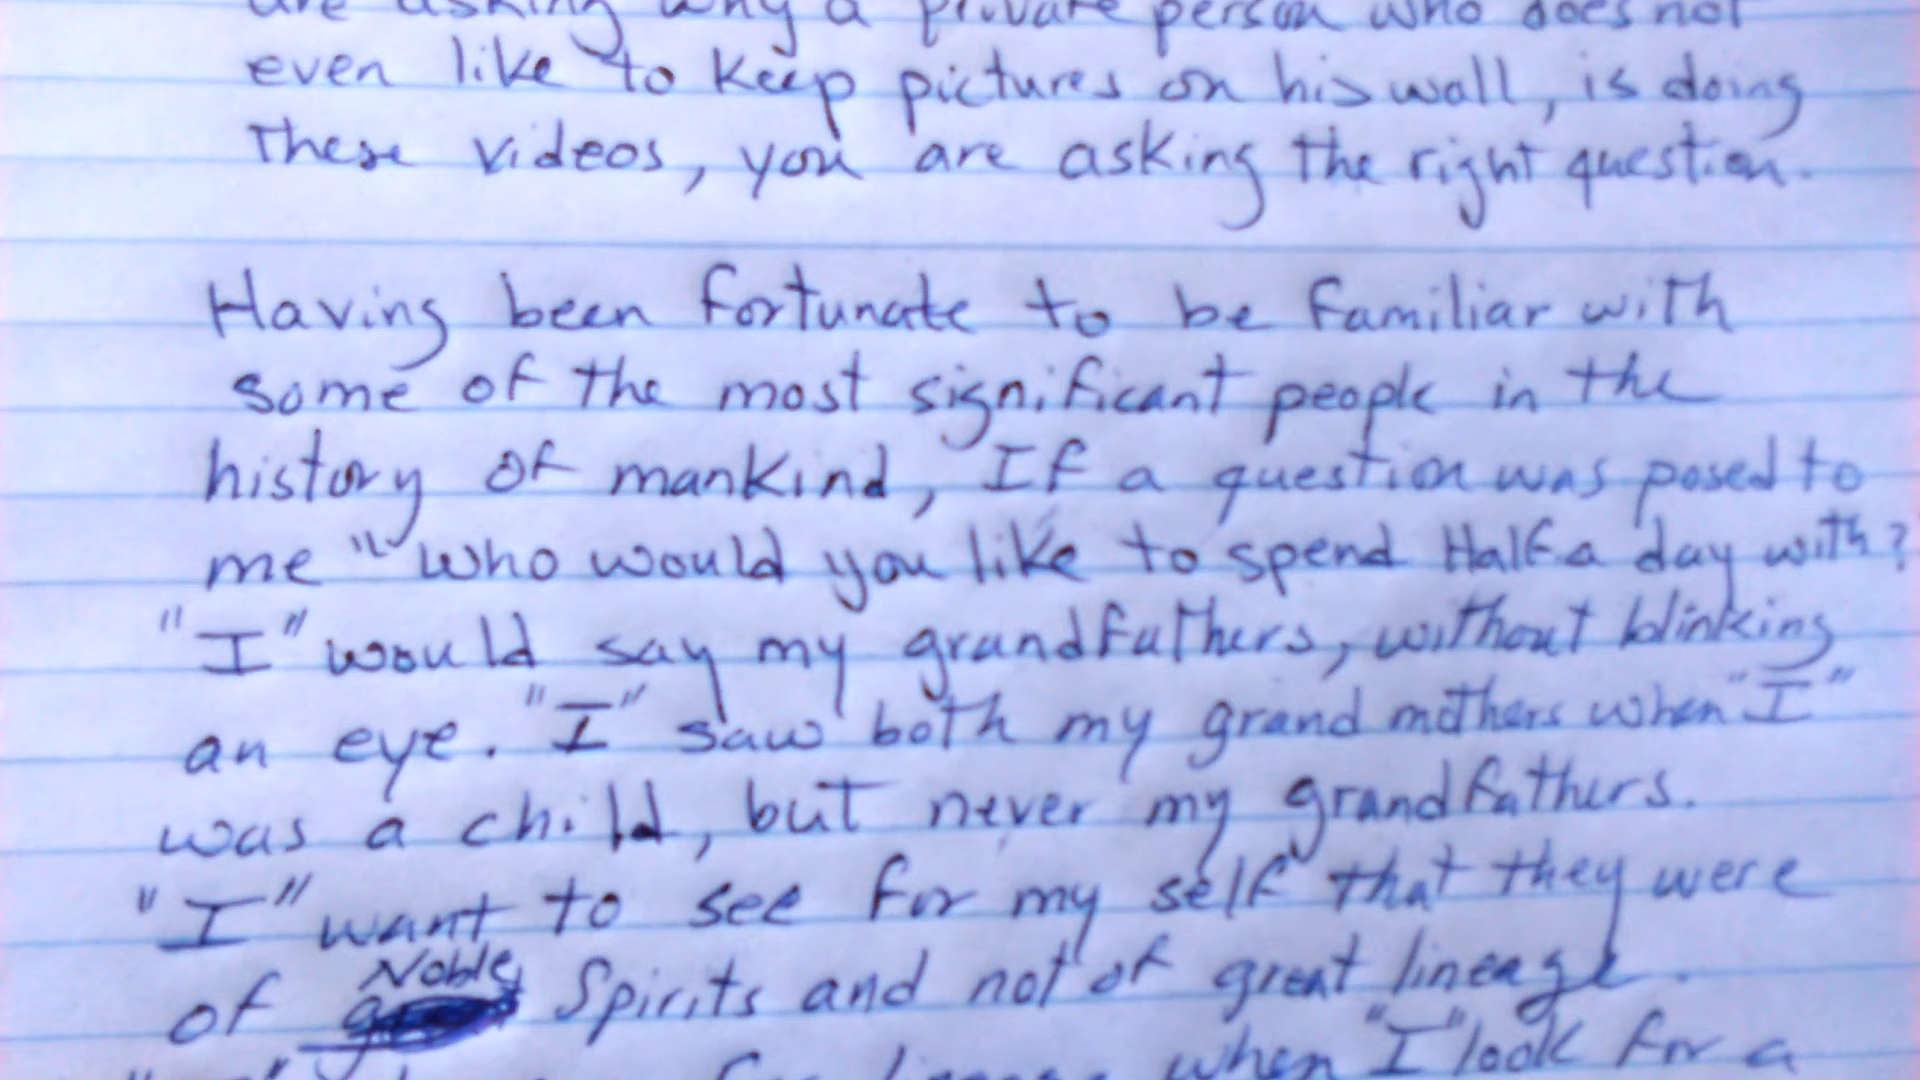 are asking why a private person who does not
even like to keep pictures on his wall, is doing
These videos, you are asking the right question.
Having been fortunate to be familiar with
some of the most significant people in the
history of mankind, If a question was posed to
me "who would you like to spend Half a day with?
"I" would say my grandfathers, without blinking
an eye. "I" saw both my grand mothers when "I"
was a child, but never my grandfathers.
"I" want to see for my self that they were
of Noble Spirits and not of great lineage.
when "I" look for a